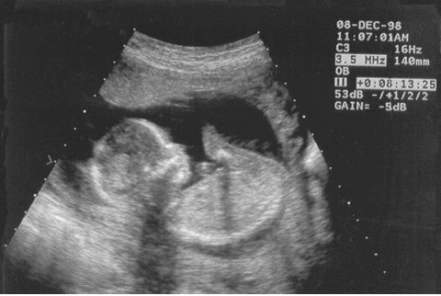 08-DEC-98
11:07:01AM
C3 16Hz
3.5 MHz 140mm
OB
+0:08:13:25
53dB -/+1/2/2
GAIN= -5dB